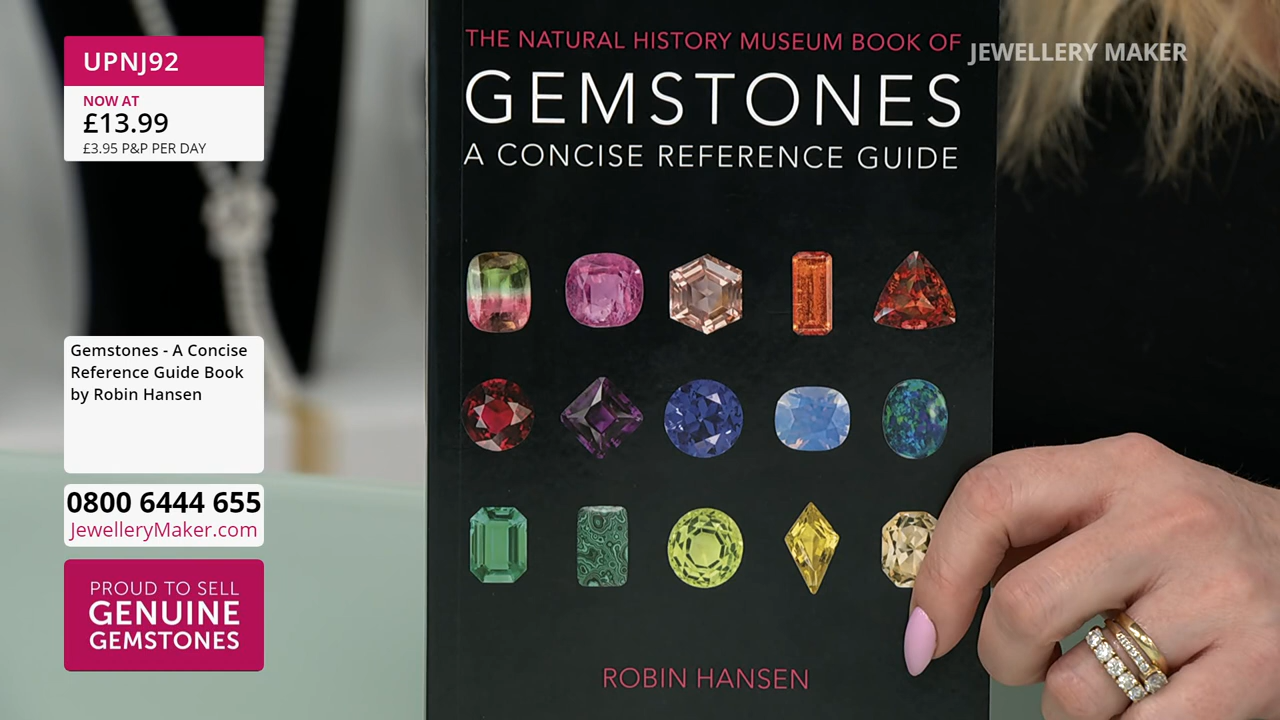 UPNJ92
NOW AT
£13.99
£3.95 P&P PER DAY
Gemstones - A Concise
Reference Guide Book
by Robin Hansen
0800 6444 655
JewelleryMaker.com
PROUD TO SELL
GENUINE
GEMSTONES
THE NATURAL HISTORY MUSEUM BOOK OF
GEMSTONES
A CONCISE REFERENCE GUIDE
ROBIN HANSEN
JEWELLERY MAKER